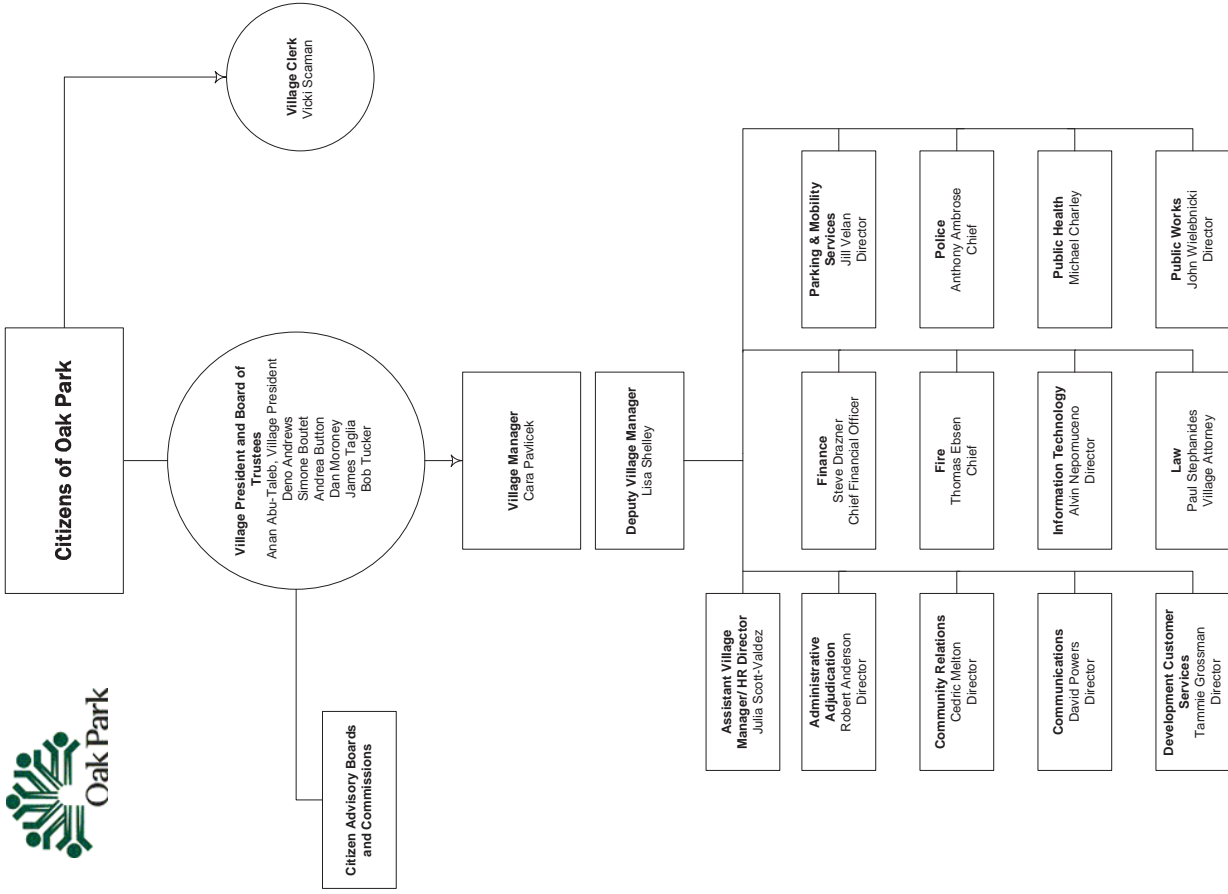 Oak Park
Citizens of Oak Park
Village Clerk
Vicki Scaman
Village President and Board of
Trustees
Anan Abu-Taleb, Village President
Deno Andrews
Simone Boutet
Andrea Button
Dan Moroney
James Taglia
Bob Tucker
Citizen Advisory Boards
and Commissions
Village Manager
Cara Pavlicek
Deputy Village Manager
Lisa Shelley
Assistant Village
Manager/ HR Director
Julia Scott-Valdez
Administrative
Adjudication
Robert Anderson
Director
Community Relations
Cedric Melton
Director
Communications
David Powers
Director
Development Customer
Services
Tammie Grossman
Director
Finance
Steve Drazner
Chief Financial Officer
Fire
Thomas Ebsen
Chief
Information Technology
Alvin Nepomuceno
Director
Law
Paul Stephanides
Village Attorney
Parking & Mobility
Services
Jill Velan
Director
Police
Anthony Ambrose
Chief
Public Health
Michael Charley
Public Works
John Wielebnicki
Director